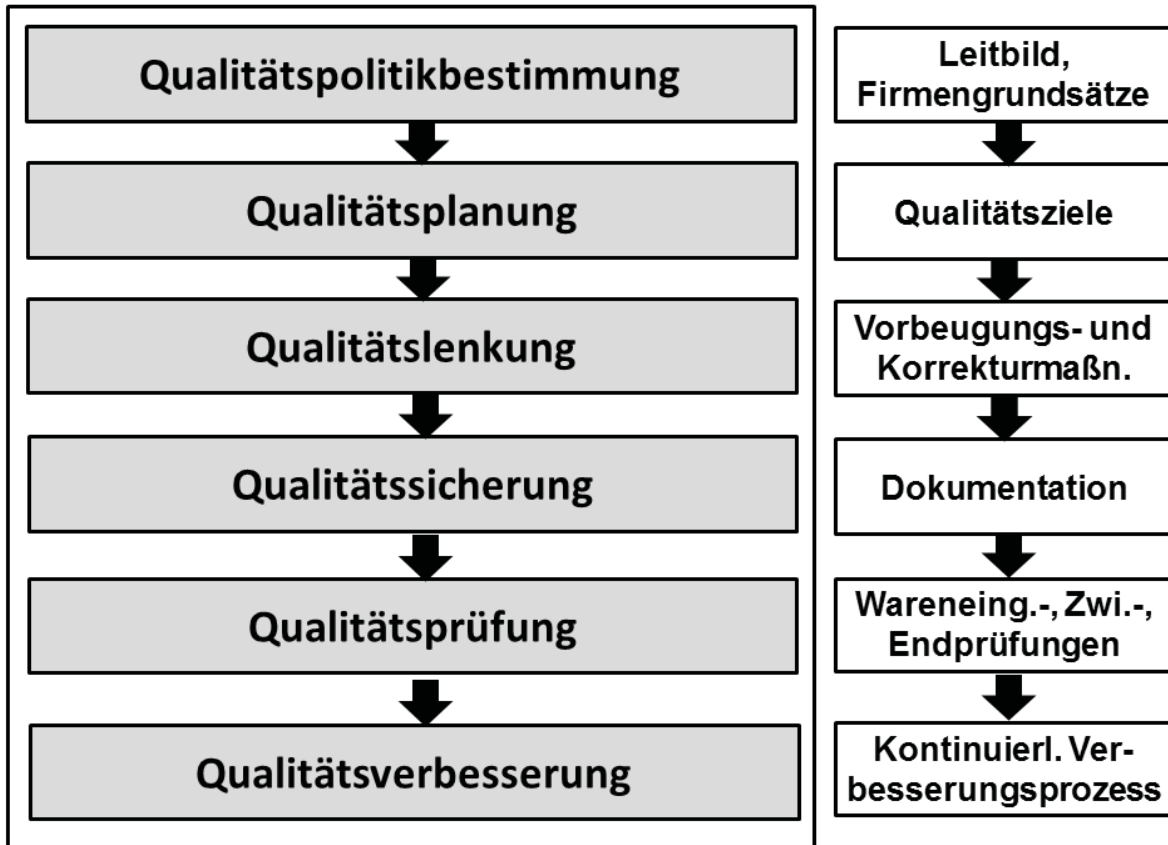 Qualitätspolitikbestimmung
Leitbild,
Firmengrundsätze
Qualitätsplanung
Qualitätsziele
Qualitätslenkung
Vorbeugungs- und
Korrekturmaßn.
Qualitätssicherung
Dokumentation
Qualitätsprüfung
Wareneing.-, Zwi.-,
Endprüfungen
Qualitätsverbesserung
Kontinuierl. Ver-
besserungsprozess